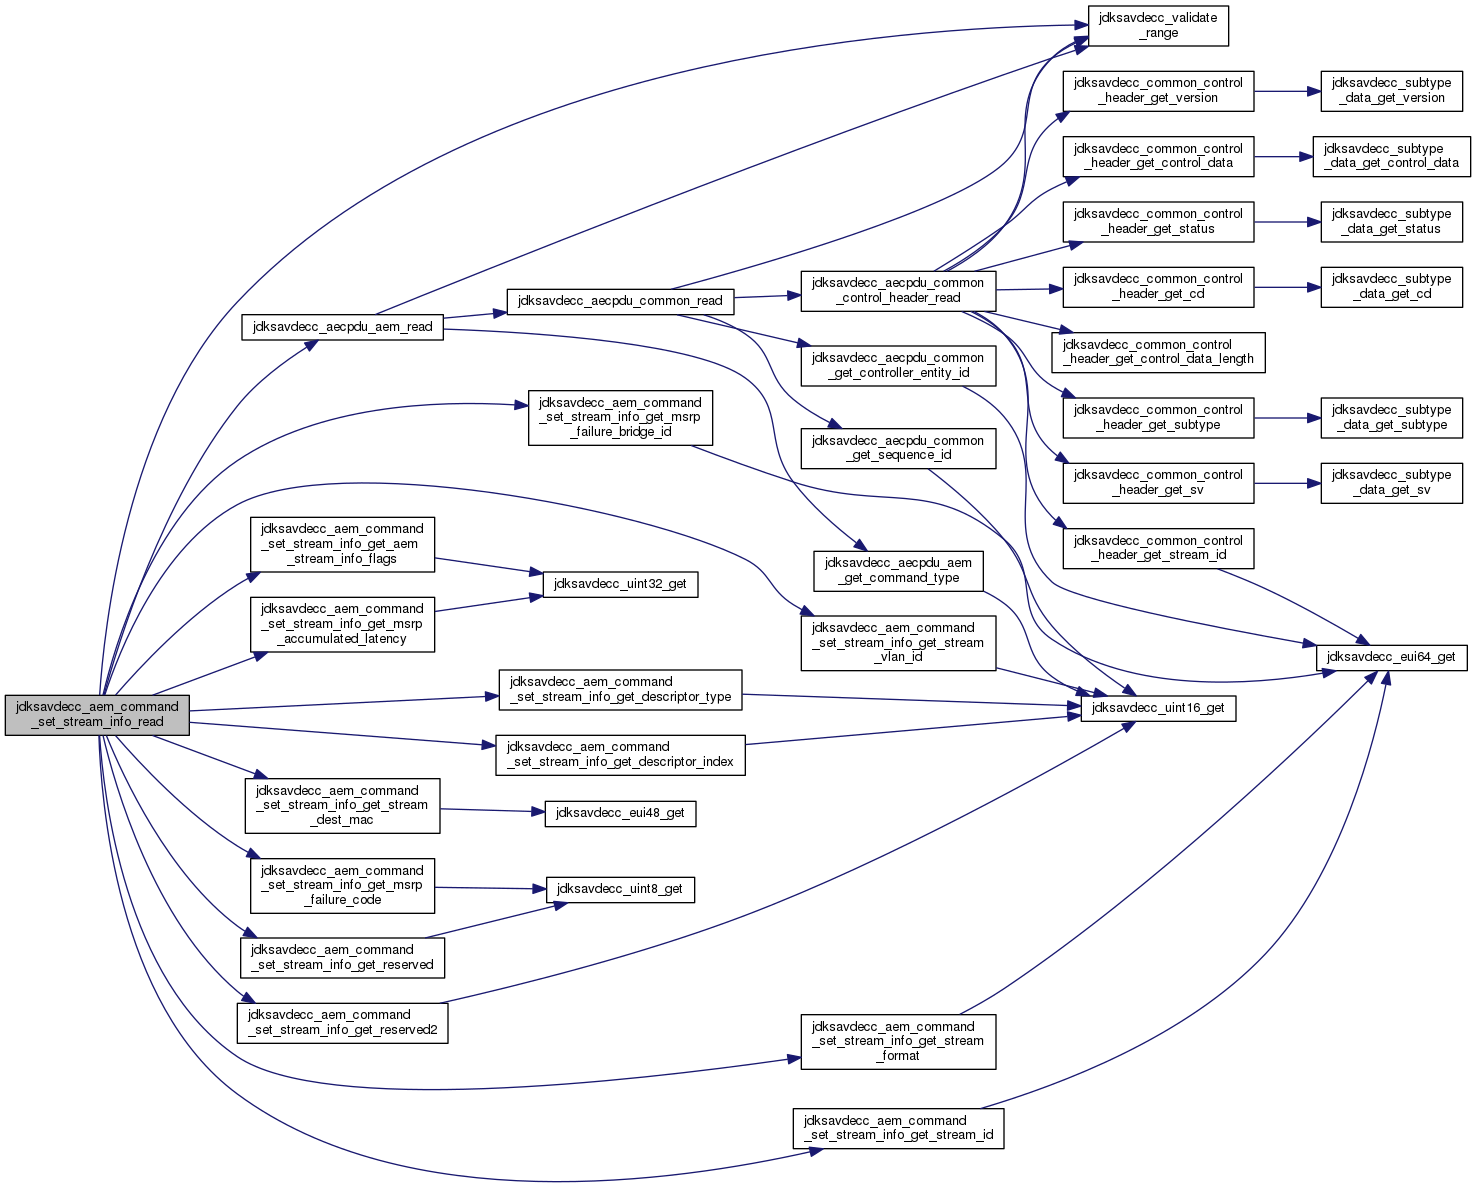 jdksavdecc_validate
_range
jdksavdecc_common_control
_header_get_version
jdksavdecc_subtype
_data_get_version
jdksavdecc_common_control
_header_get_control_data
jdksavdecc_subtype
_data_get_control_data
jdksavdecc_common_control
_header_get_status
jdksavdecc_subtype
_data_get_status
jdksavdecc_aecpdu_common
_control_header_read
jdksavdecc_common_control
_header_get_cd
jdksavdecc_subtype
_data_get_cd
jdksavdecc_aecpdu_common_read
jdksavdecc_aecpdu_aem_read
jdksavdecc_common_control
_header_get_control_data_length
jdksavdecc_aecpdu_common
_get_controller_entity_id
jdksavdecc_aem_command
_set_stream_info_get_msrp
_failure_bridge_id
jdksavdecc_common_control
_header_get_subtype
jdksavdecc_subtype
_data_get_subtype
jdksavdecc_aecpdu_common
_get_sequence_id
jdksavdecc_common_control
_header_get_sv
jdksavdecc_subtype
_data_get_sv
jdksavdecc_aem_command
_set_stream_info_get_aem
_stream_info_flags
jdksavdecc_common_control
_header_get_stream_id
jdksavdecc_aecpdu_aem
_get_command_type
jdksavdecc_uint32_get
jdksavdecc_aem_command
_set_stream_info_get_msrp
_accumulated_latency
jdksavdecc_aem_command
_set_stream_info_get_stream
_vlan_id
jdksavdecc_eui64_get
jdksavdecc_aem_command
_set_stream_info_get_descriptor_type
jdksavdecc_aem_command
_set_stream_info_read
jdksavdecc_uint16_get
jdksavdecc_aem_command
_set_stream_info_get_descriptor_index
jdksavdecc_aem_command
_set_stream_info_get_stream
_dest_mac
jdksavdecc_eui48_get
jdksavdecc_aem_command
_set_stream_info_get_msrp
_failure_code
jdksavdecc_uint8_get
jdksavdecc_aem_command
_set_stream_info_get_reserved
jdksavdecc_aem_command
_set_stream_info_get_reserved2
jdksavdecc_aem_command
_set_stream_info_get_stream
_format
jdksavdecc_aem_command
_set_stream_info_get_stream_id